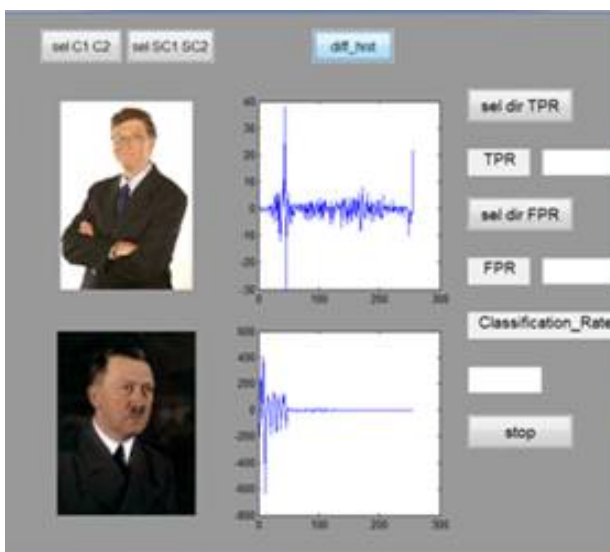 sel C1 C2
sel SC1 SC2
diff_hist
sel dir TPR
TPR
sel dir FPR
FPR
Classification_Rate
stop
40
30
20
10
0
-10
-20
-30
0
100
200
300
600
400
200
0
-200
-400
-600
-800
0
100
200
300